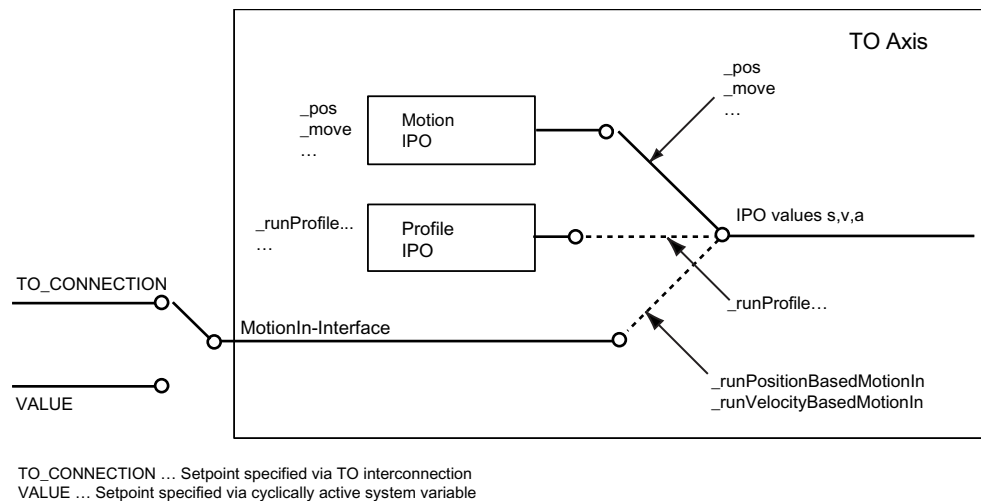 TO Axis
_pos
_move
…
_pos
_move
…
Motion
IPO
_runProfile...
…
Profile
IPO
IPO values s,v,a
_runProfile…
TO_CONNECTION
MotionIn-Interface
VALUE
_runPositionBasedMotionIn
_runVelocityBasedMotionIn
TO_CONNECTION … Setpoint specified via TO interconnection
VALUE … Setpoint specified via cyclically active system variable